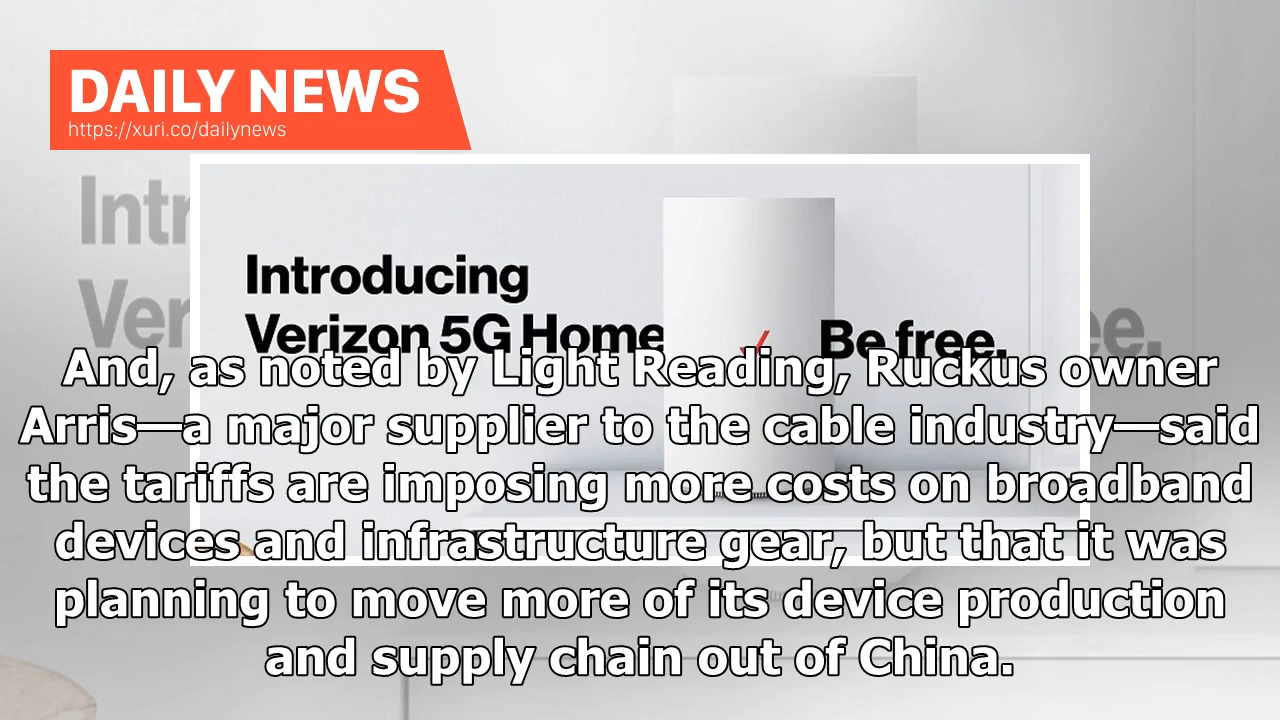 DAILY NEWS
https://xuri.co/dailynews
Intr
Introducing
Ver
Verizon 5G Home
Be free.
ee.
And, as noted by Light Reading, Ruckus owner
Arris—a major supplier to the cable industry—said
the tariffs are imposing more costs on broadband
devices and infrastructure gear, but that it was
planning to move more of its device production
and supply chain out of China.